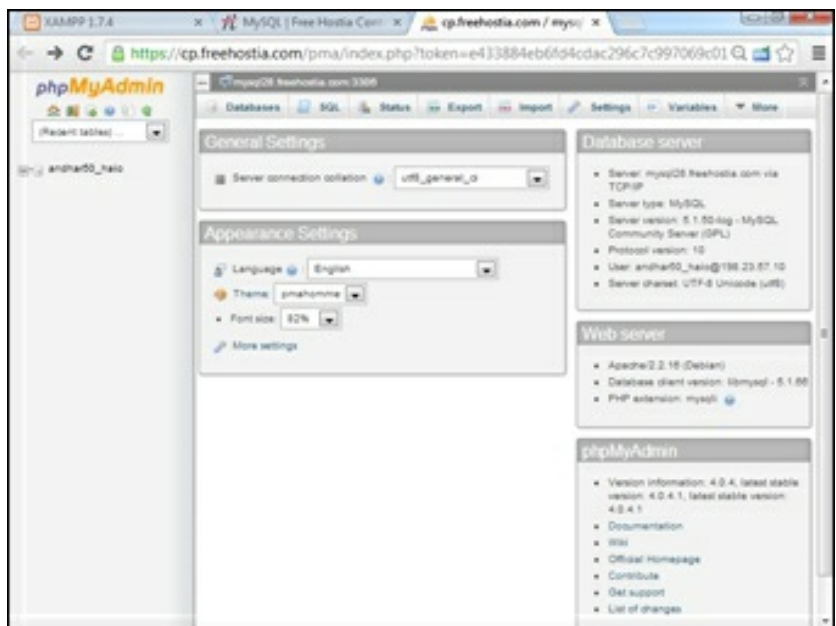 XAMPP 1.7.4
MySQL | Free Hostia Cont
cp.freehostia.com / mysq
https://cp.freehostia.com/pma/index.php?token=e433884eb6fd4cdac296c7c997069c01
phpMyAdmin
(Recent tables) ...
andhar50_haio
mysql28.freehostia.com:3306
Databases
SQL
Status
Export
Import
Settings
Variables
More
General Settings
Server connection collation
utf8_general_ci
Appearance Settings
Language
English
Theme:
pmahomme
Font size:
82%
More settings
Database server
Server: mysql28.freehostia.com via
TCP/IP
Server type: MySQL
Server version: 5.1.50-log - MySQL
Community Server (GPL)
Protocol version: 10
User: andhar50_haio@198.23.57.10
Server charset: UTF-8 Unicode (utf8)
Web server
Apache/2.2.16 (Debian)
Database client version: libmysql - 5.1.66
PHP extension: mysqli
phpMyAdmin
Version information: 4.0.4, latest stable
version: 4.0.4.1, latest stable version:
4.0.4.1
Documentation
Wiki
Official Homepage
Contribute
Get support
List of changes